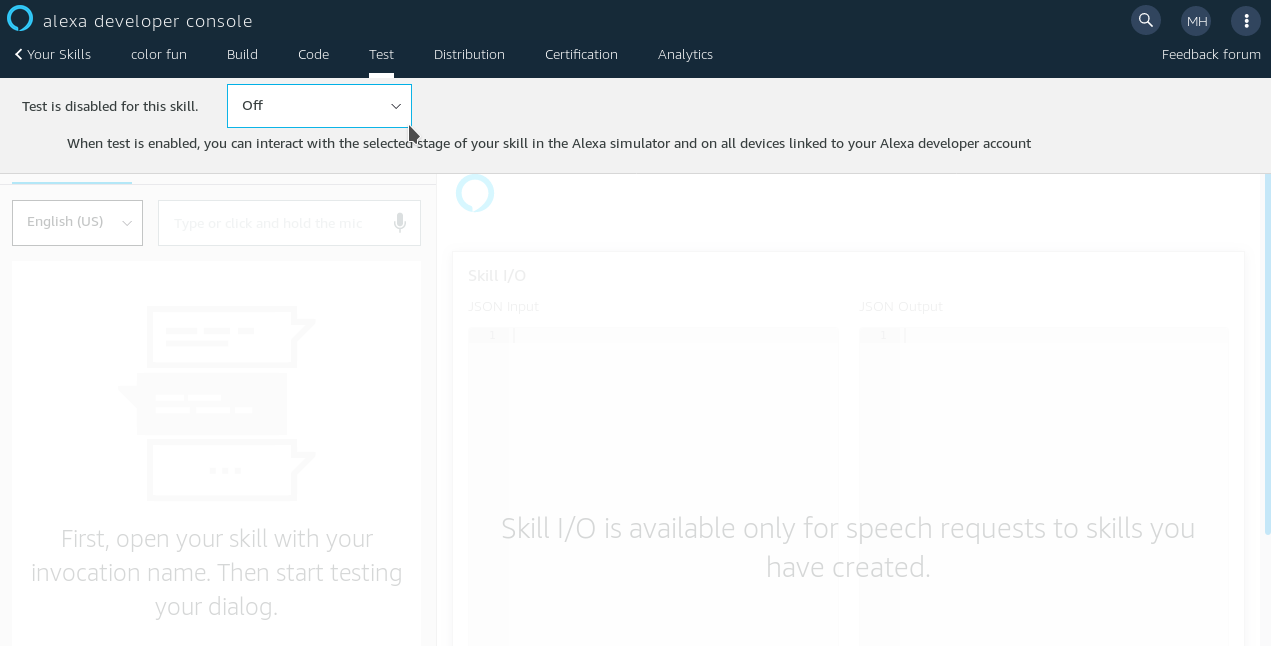 alexa developer console
MH
Your Skills color fun Build Code Test Distribution Certification Analytics Feedback forum
Test is disabled for this skill. Off
When test is enabled, you can interact with the selected stage of your skill in the Alexa simulator and on all devices linked to your Alexa developer account
English (US) Type or click and hold the mic
Skill I/O
JSON Input JSON Output
1 1
First, open your skill with your
invocation name. Then start testing
your dialog.
Skill I/O is available only for speech requests to skills you
have created.